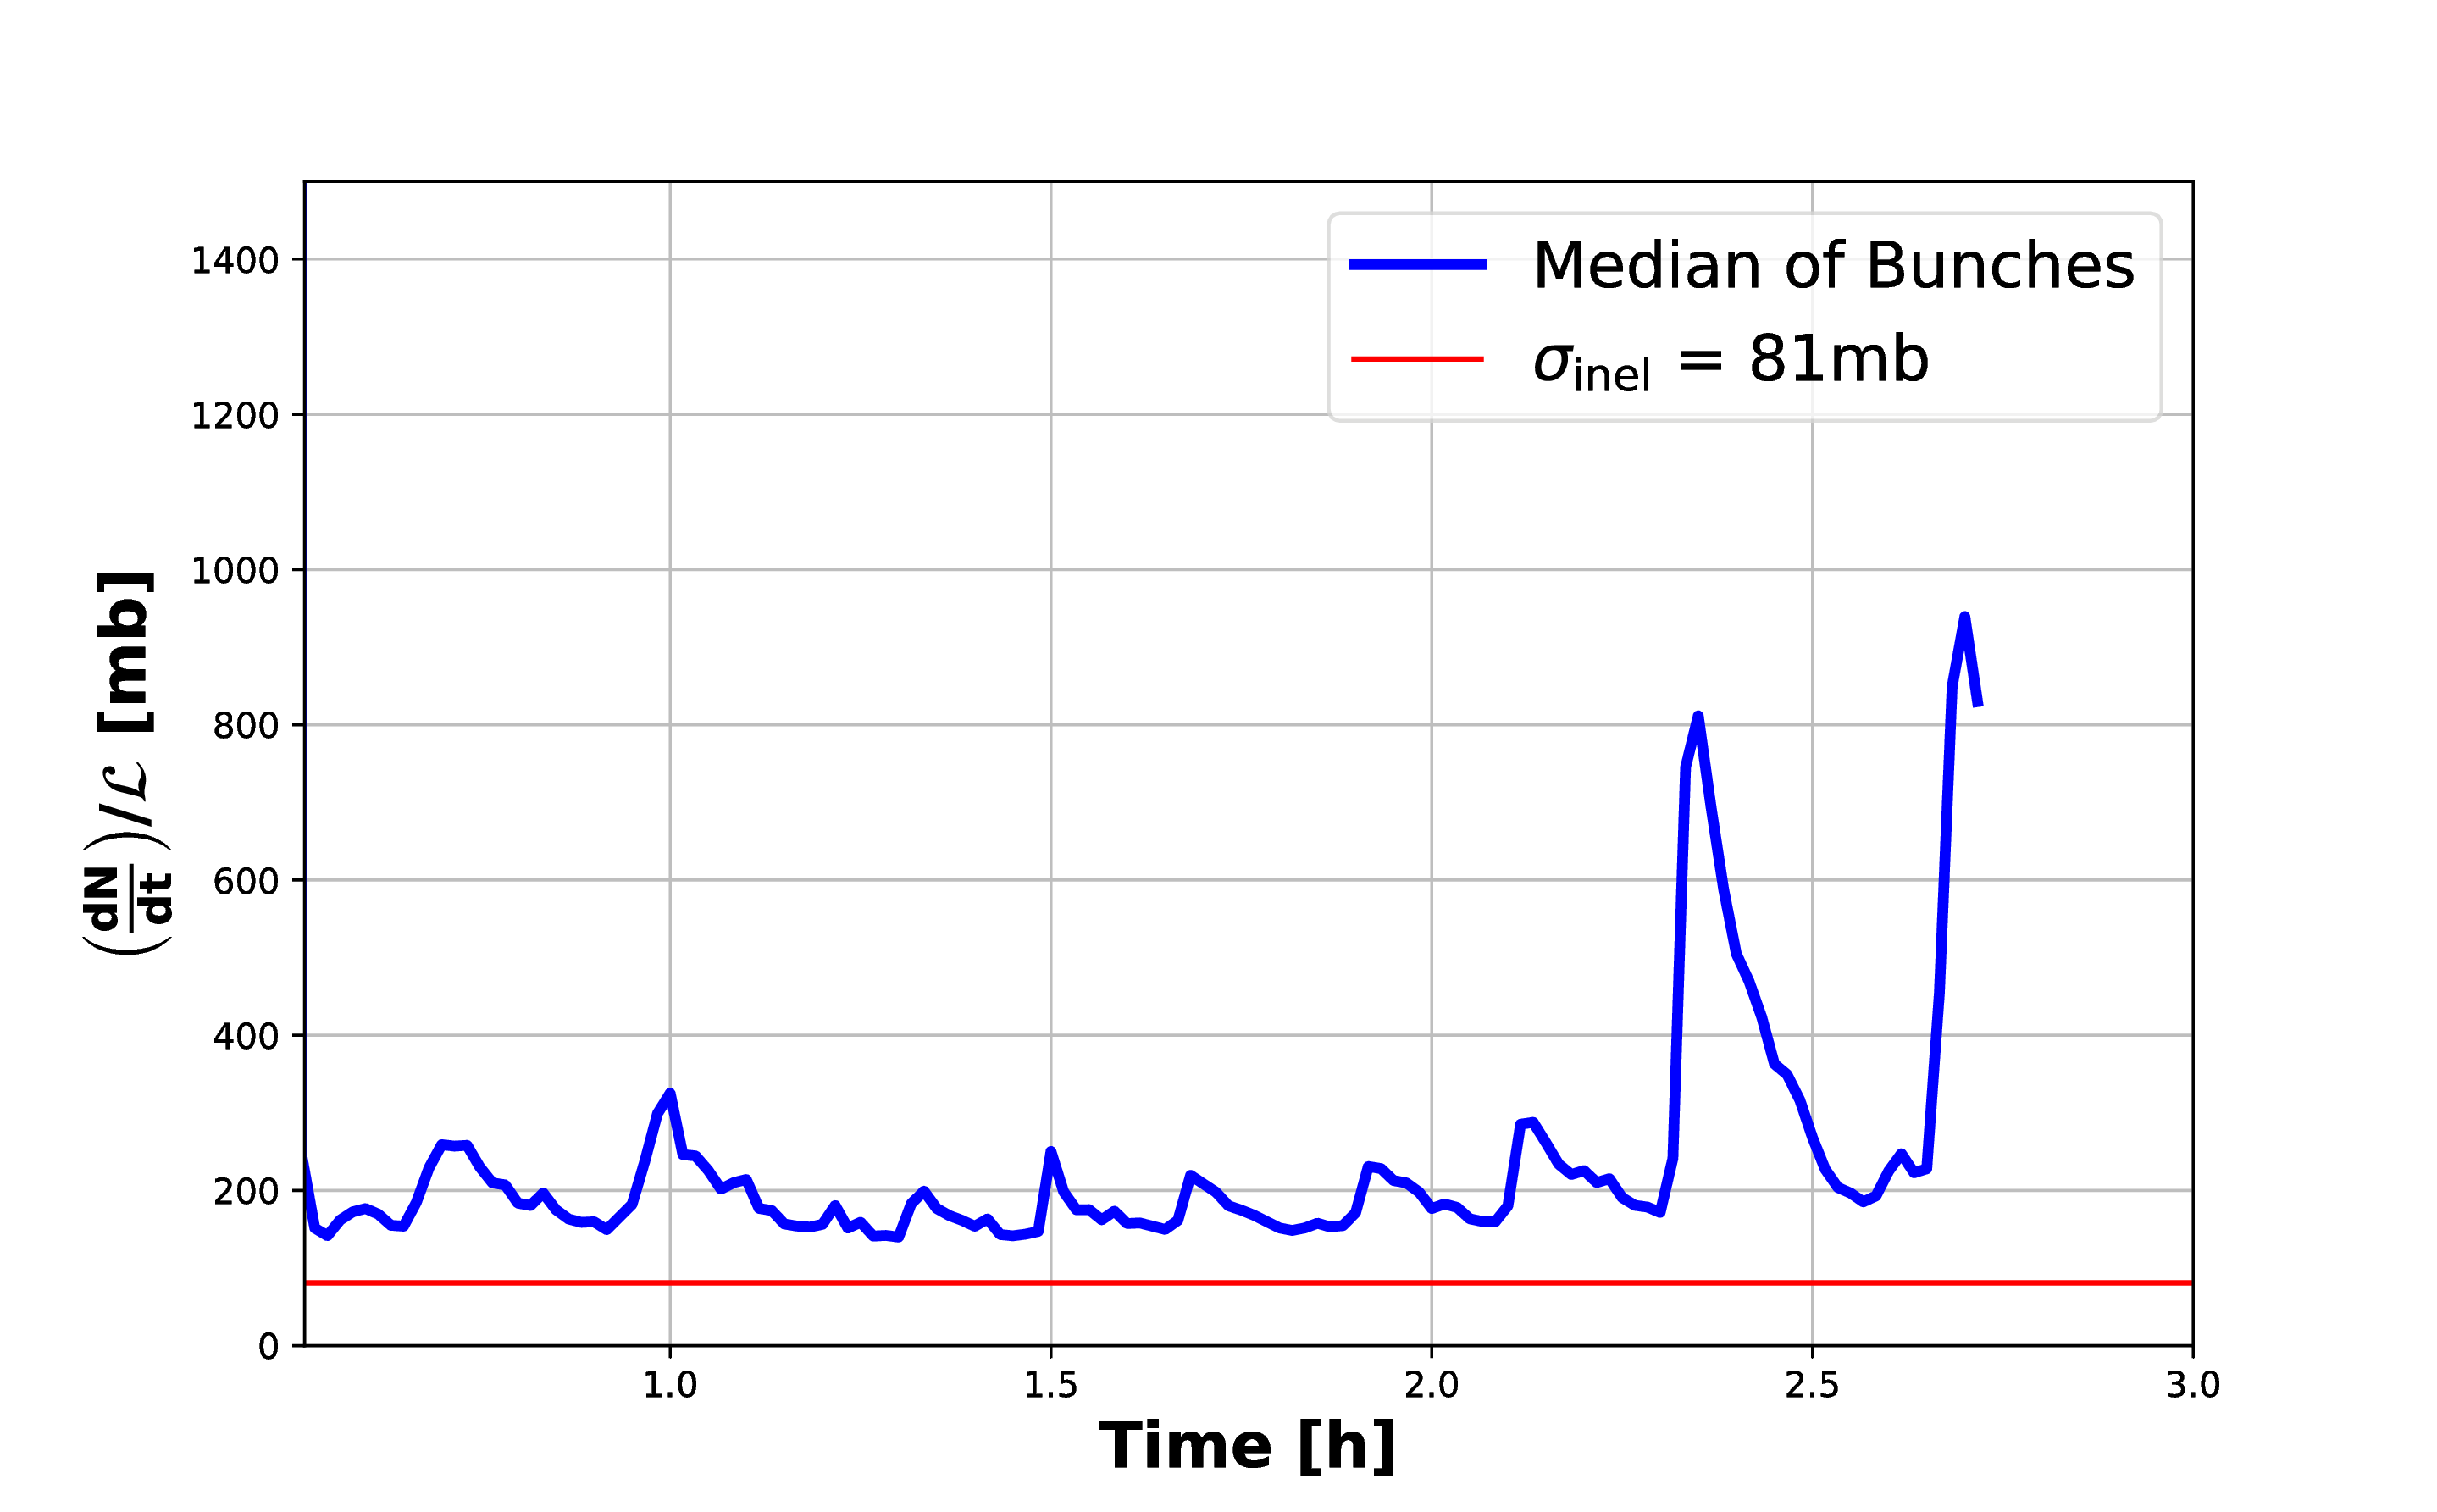 Median of Bunches
σinel = 81mb
(dN/dt)/ℒ [mb]
1400
1200
1000
800
600
400
200
0
1.0 1.5 2.0 2.5 3.0
Time [h]